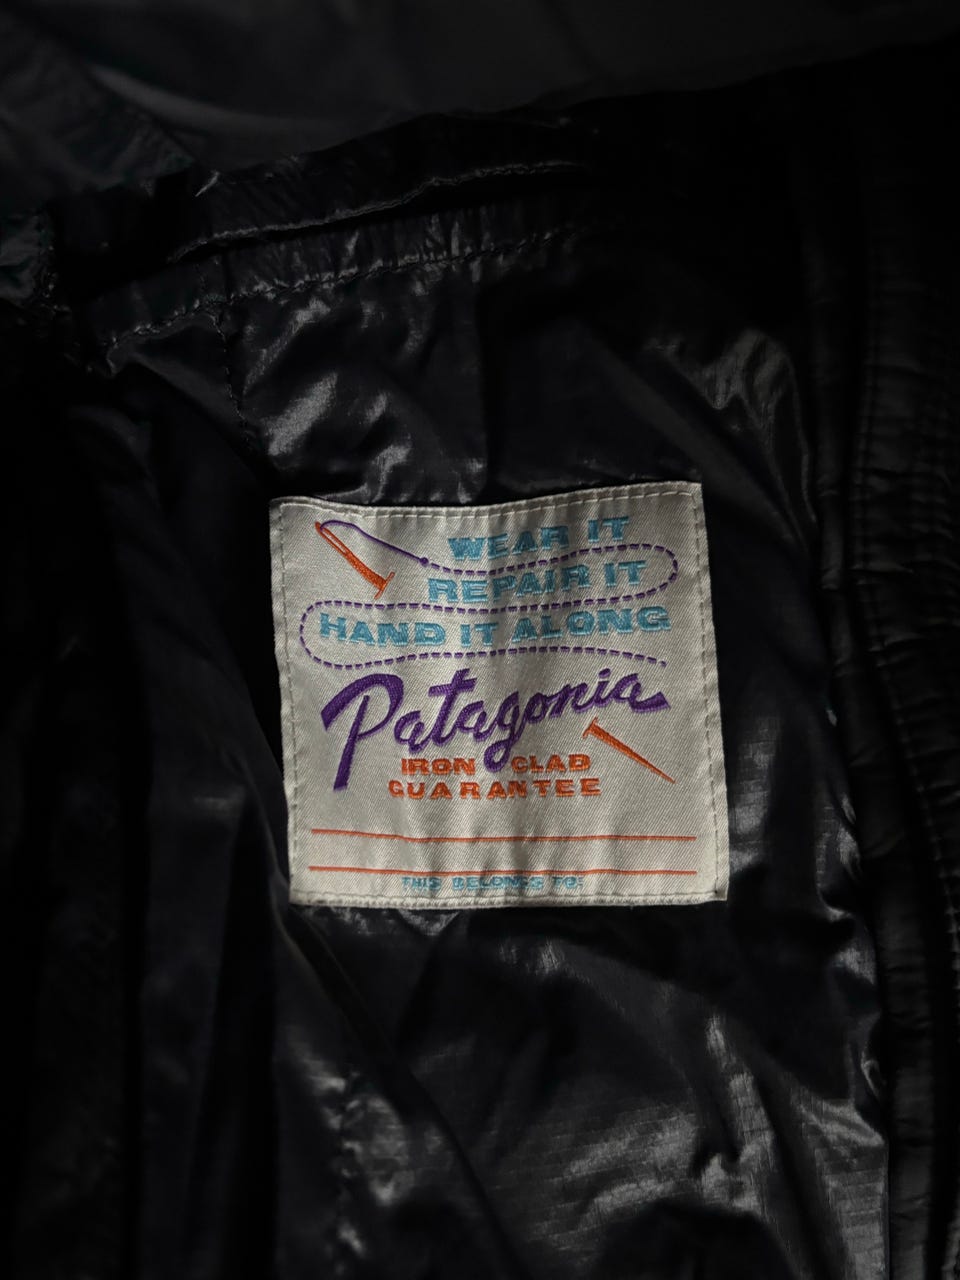 WEAR IT
REPAIR IT
HAND IT ALONG
Patagonia
IRON CLAD
GUARANTEE
THIS BELONGS TO: